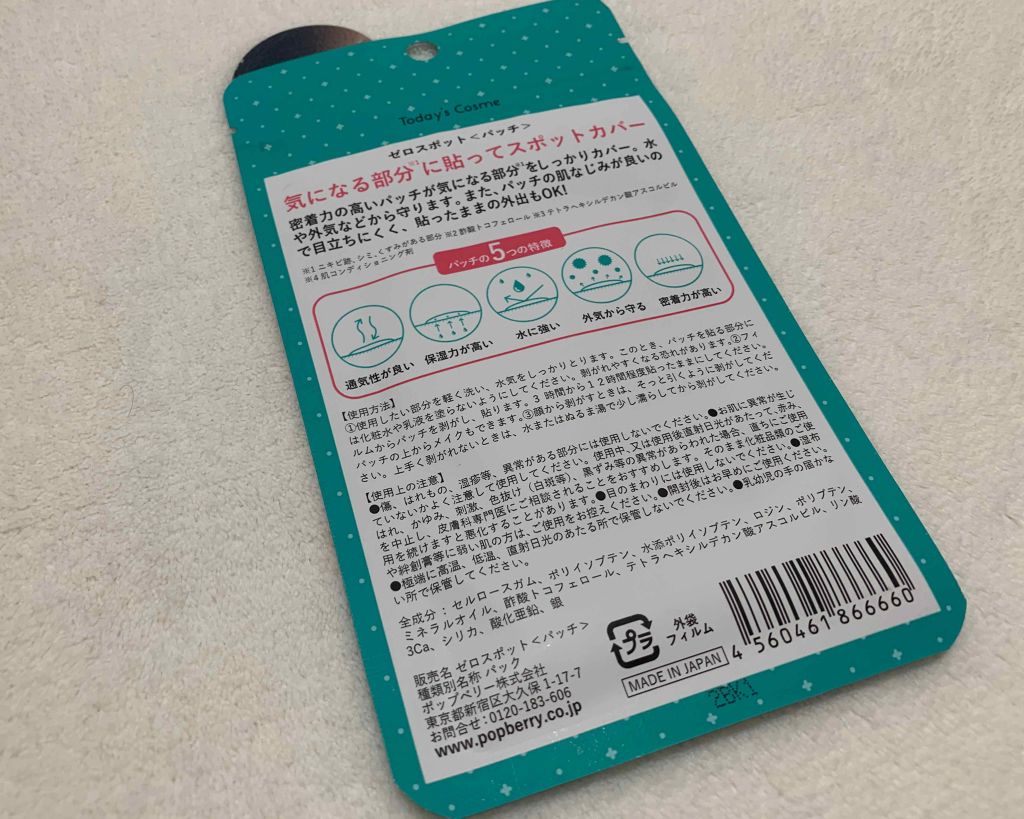 Today's Cosme
ゼロスポット<パッチ>
気になる部分※1に貼ってスポットカバー
密着力の高いパッチが気になる部分※1をしっかりカバー。水
や外気などから守ります。また、パッチの肌なじみが良いの
で目立ちにくく、貼ったままの外出もOK!
※1 ニキビ跡、シミ、くすみがある部分 ※2 酢酸トコフェロール ※3 テトラヘキシルデカン酸アスコルビル
※4 肌コンディショニング剤
パッチの5つの特徴
通気性が良い 保湿力が高い 水に強い 外気から守る 密着力が高い
【使用方法】
①使用したい部分を軽く洗い、水気をしっかりとります。このとき、パッチを貼る部分に
は化粧水や乳液を塗らないようにしてください。剥がれやすくなる恐れがあります。②フィ
ルムからパッチを剥がし、貼ります。3時間から12時間程度貼ったままにしてください。
パッチの上からメイクもできます。③顔から剥がすときは、そっと引くように剥がしてくだ
さい。上手く剥がれないときは、水またはぬるま湯で少し濡らしてから剥がしてください。
【使用上の注意】
●傷、はれもの、湿疹等、異常がある部分には使用しないでください。●お肌に異常が生じ
ていないかよく注意して使用してください。使用中、又は使用後直射日光があたって、赤み、
はれ、かゆみ、刺激、色抜け(白斑等)、黒ずみ等の異常があらわれた場合、直ちにご使用
を中止し、皮膚科専門医にご相談されることをおすすめします。そのまま化粧品類のご使
用を続けますと悪化することがあります。●目のまわりには使用しないでください。●湿布
や絆創膏等に弱い肌の方は、ご使用をお控えください。●開封後はお早めにご使用ください。
●極端に高温、低温、直射日光のあたる所で保管しないでください。●乳幼児の手の届かな
い所で保管してください。
全成分:セルロースガム、ポリイソブテン、水添ポリイソブテン、ロジン、ポリブテン、
ミネラルオイル、酢酸トコフェロール、テトラヘキシルデカン酸アスコルビル、リン酸
3Ca、シリカ、酸化亜鉛、銀
販売名 ゼロスポット<パッチ>
種類別名称 パック
ポップベリー株式会社
東京都新宿区大久保 1-17-7
お問合せ:0120-183-606
www.popberry.co.jp
プラ
外袋
フィルム
MADE IN JAPAN
4 560461 866660
2BK1